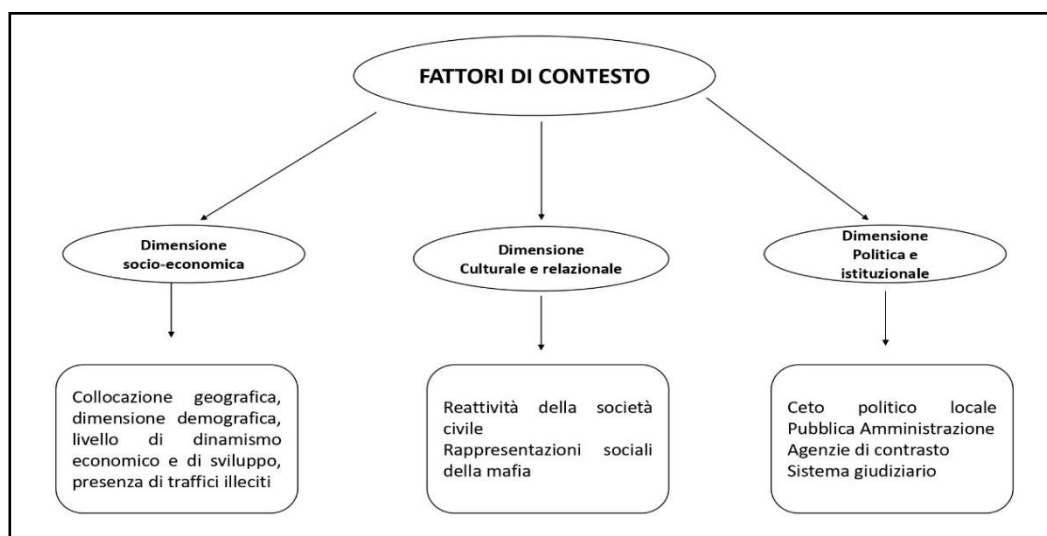 FATTORI DI CONTESTO
Dimensione
socio-economica
Dimensione
Culturale e relazionale
Dimensione
Politica e
istituzionale
Collocazione geografica,
dimensione demografica,
livello di dinamismo
economico e di sviluppo,
presenza di traffici illeciti
Reattività della società
civile
Rappresentazioni sociali
della mafia
Ceto politico locale
Pubblica Amministrazione
Agenzie di contrasto
Sistema giudiziario